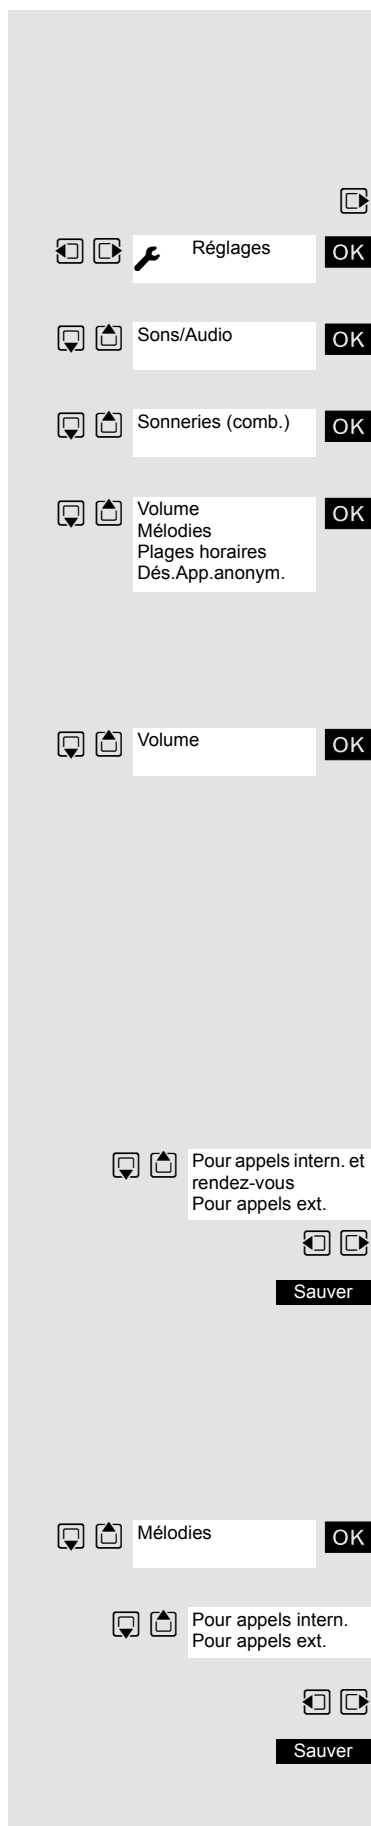 Réglages OK
Sons/Audio OK
Sonneries (comb.) OK
Volume OK
Mélodies
Plages horaires
Dés.App.anonym.
Volume OK
Pour appels intern. et
rendez-vous
Pour appels ext.
Sauver
Mélodies OK
Pour appels intern.
Pour appels ext.
Sauver